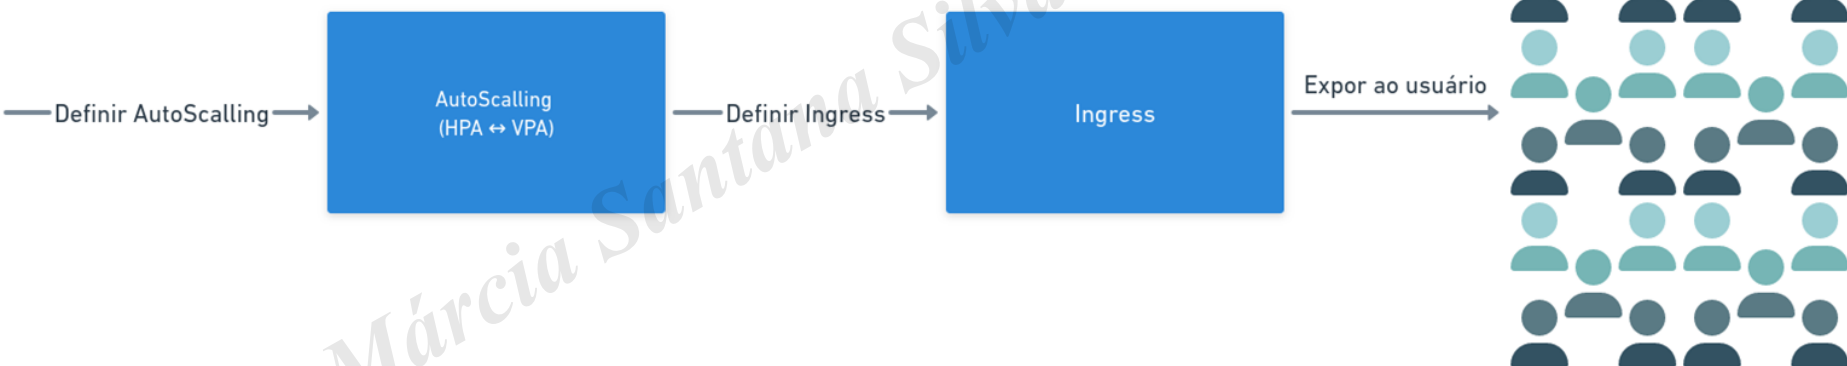 Definir AutoScalling
AutoScalling
(HPA ↔ VPA)
Definir Ingress
Ingress
Expor ao usuário
Márcia Santana Silva